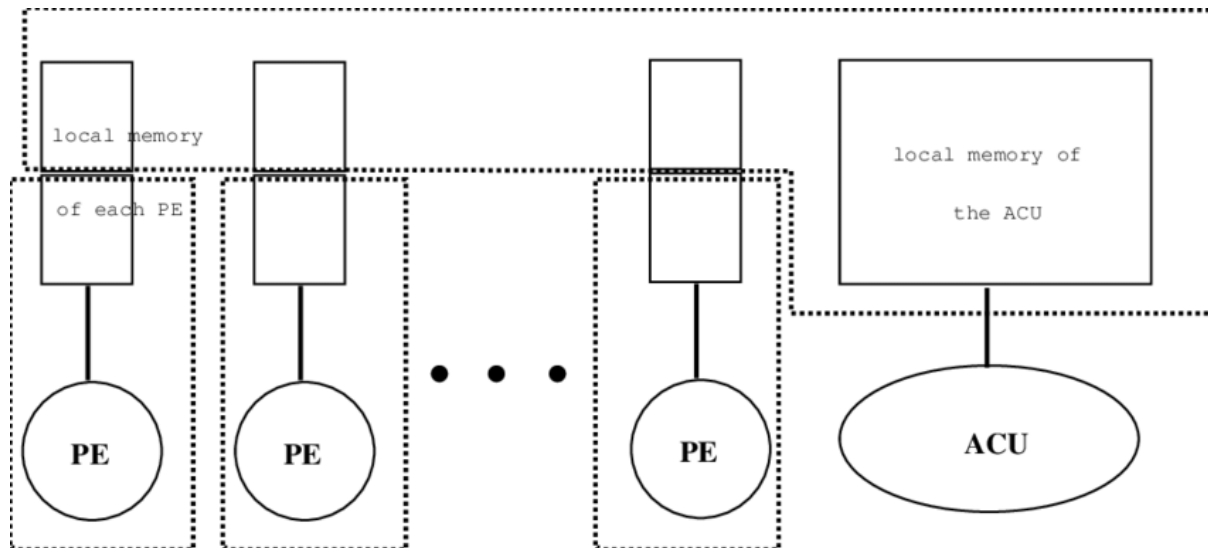 local memory
of each PE
local memory of
the ACU
PE
PE
PE
ACU